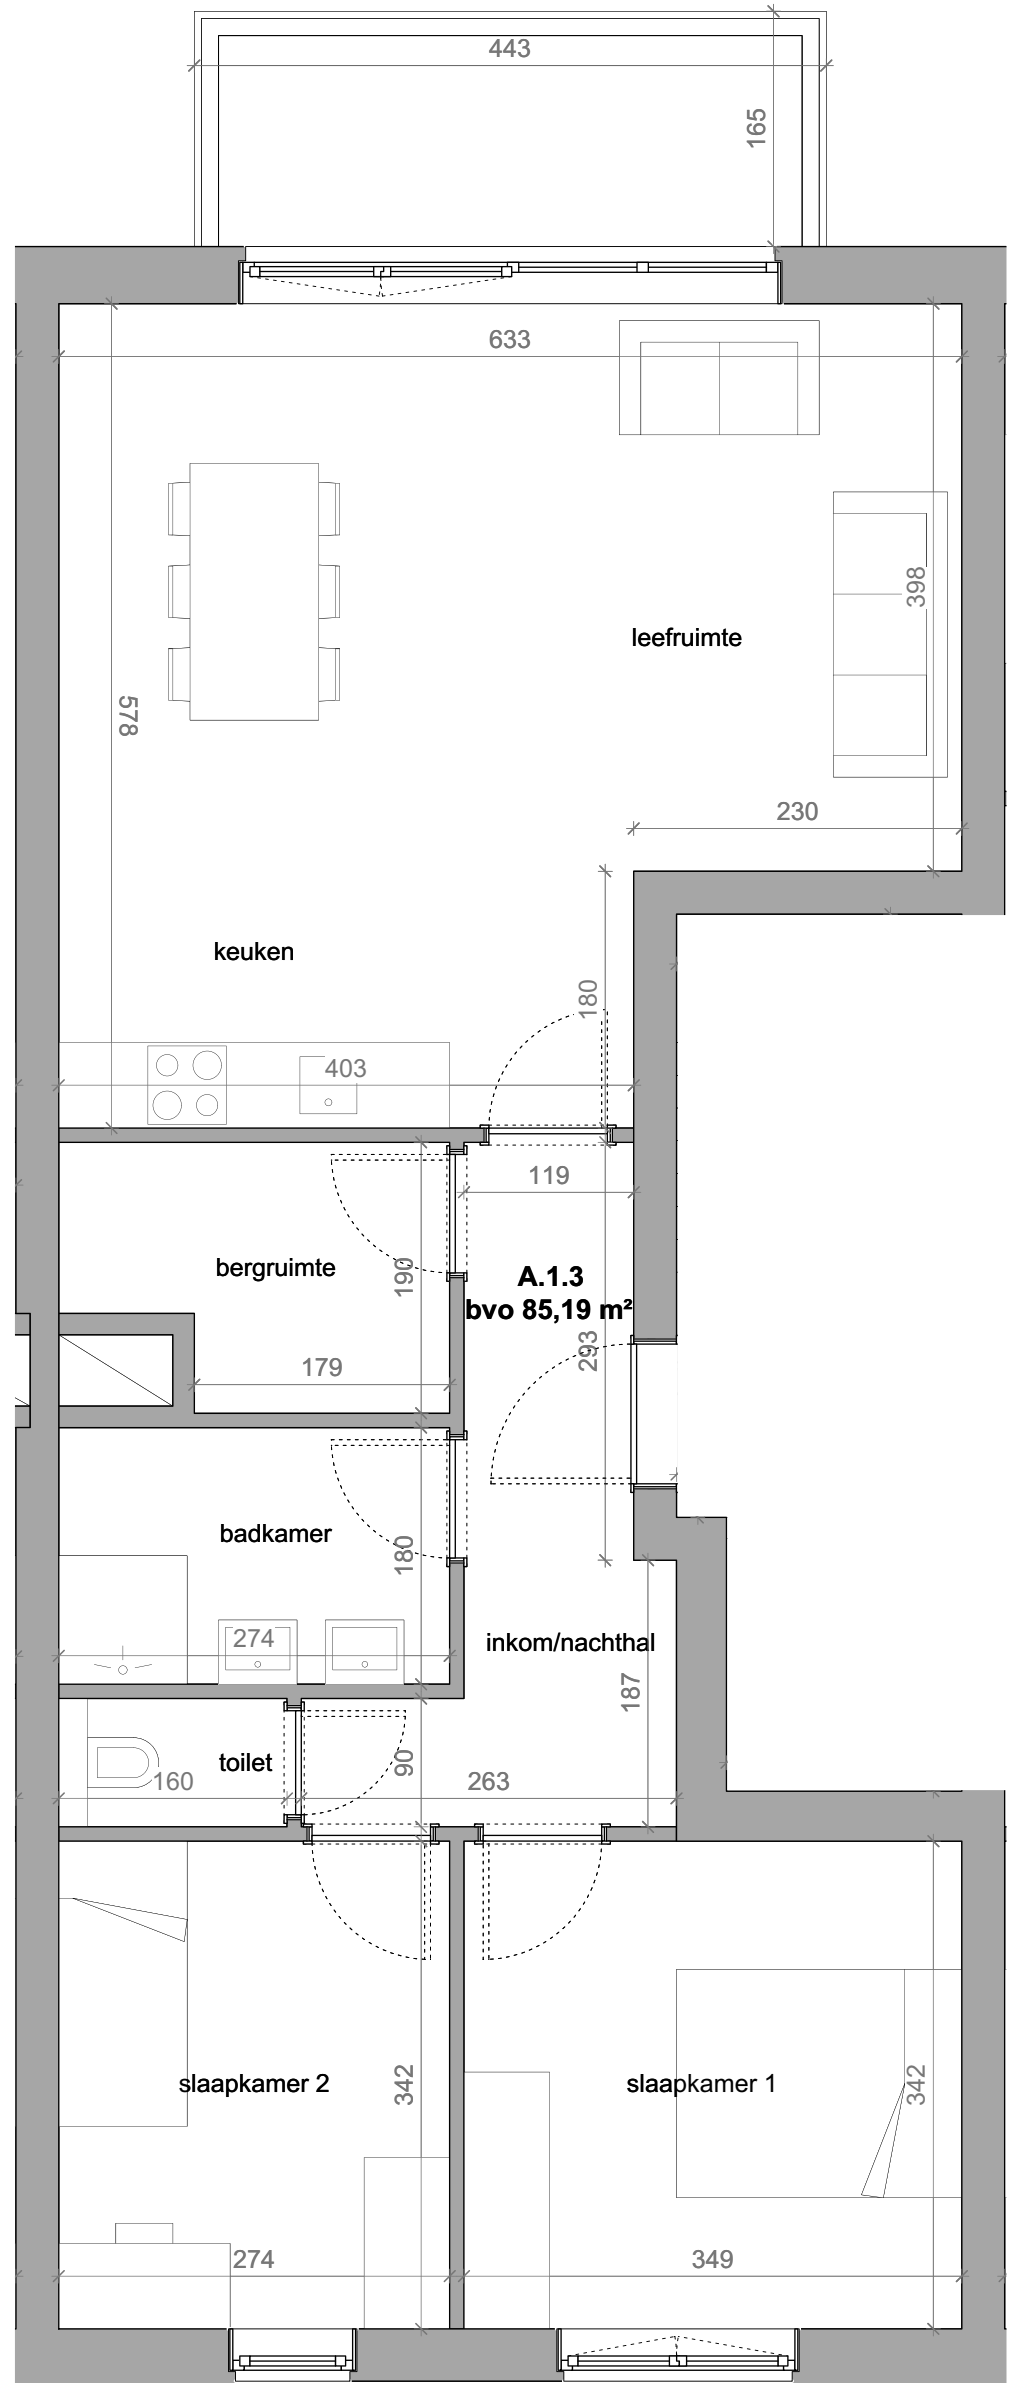 443
165
633
398
leefruimte
578
230
keuken
180
403
119
190
bergruimte
A.1.3
bvo 85,19 m²
293
179
badkamer
180
274
inkom/nachthal
187
toilet
90
160
263
342
slaapkamer 2
slaapkamer 1
342
274
349